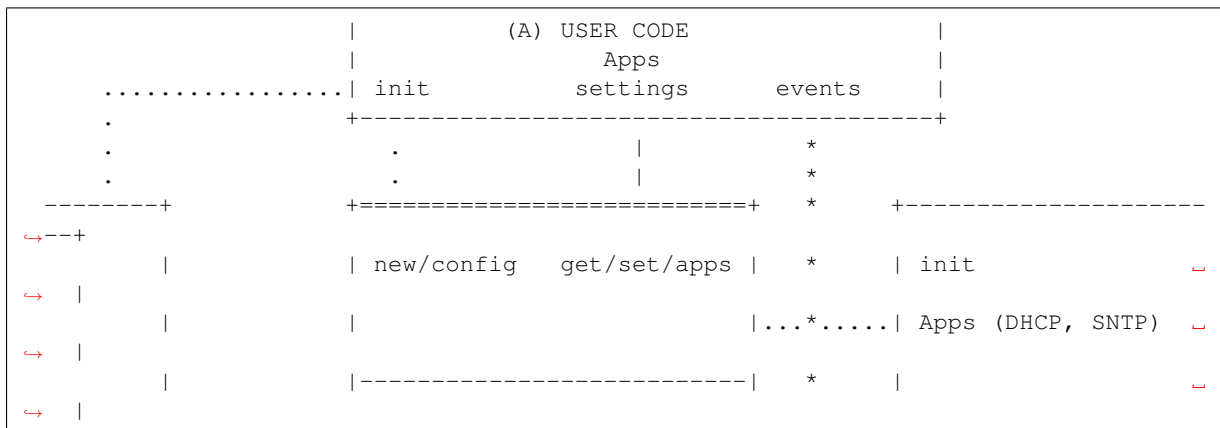 |          (A) USER CODE                 |
|                 Apps                   |
.................| init          settings      events     |
.                +----------------------------------------+
.                   .                |           *
.                   .                |           *
--------+            +===========================+   *     +---------------------
↪--+
|            | new/config   get/set/apps |   *     | init                   ␣
↪   |
|            |                           |...*.....| Apps (DHCP, SNTP)  ␣
↪   |
|            |---------------------------|   *     |                    ␣
↪   |